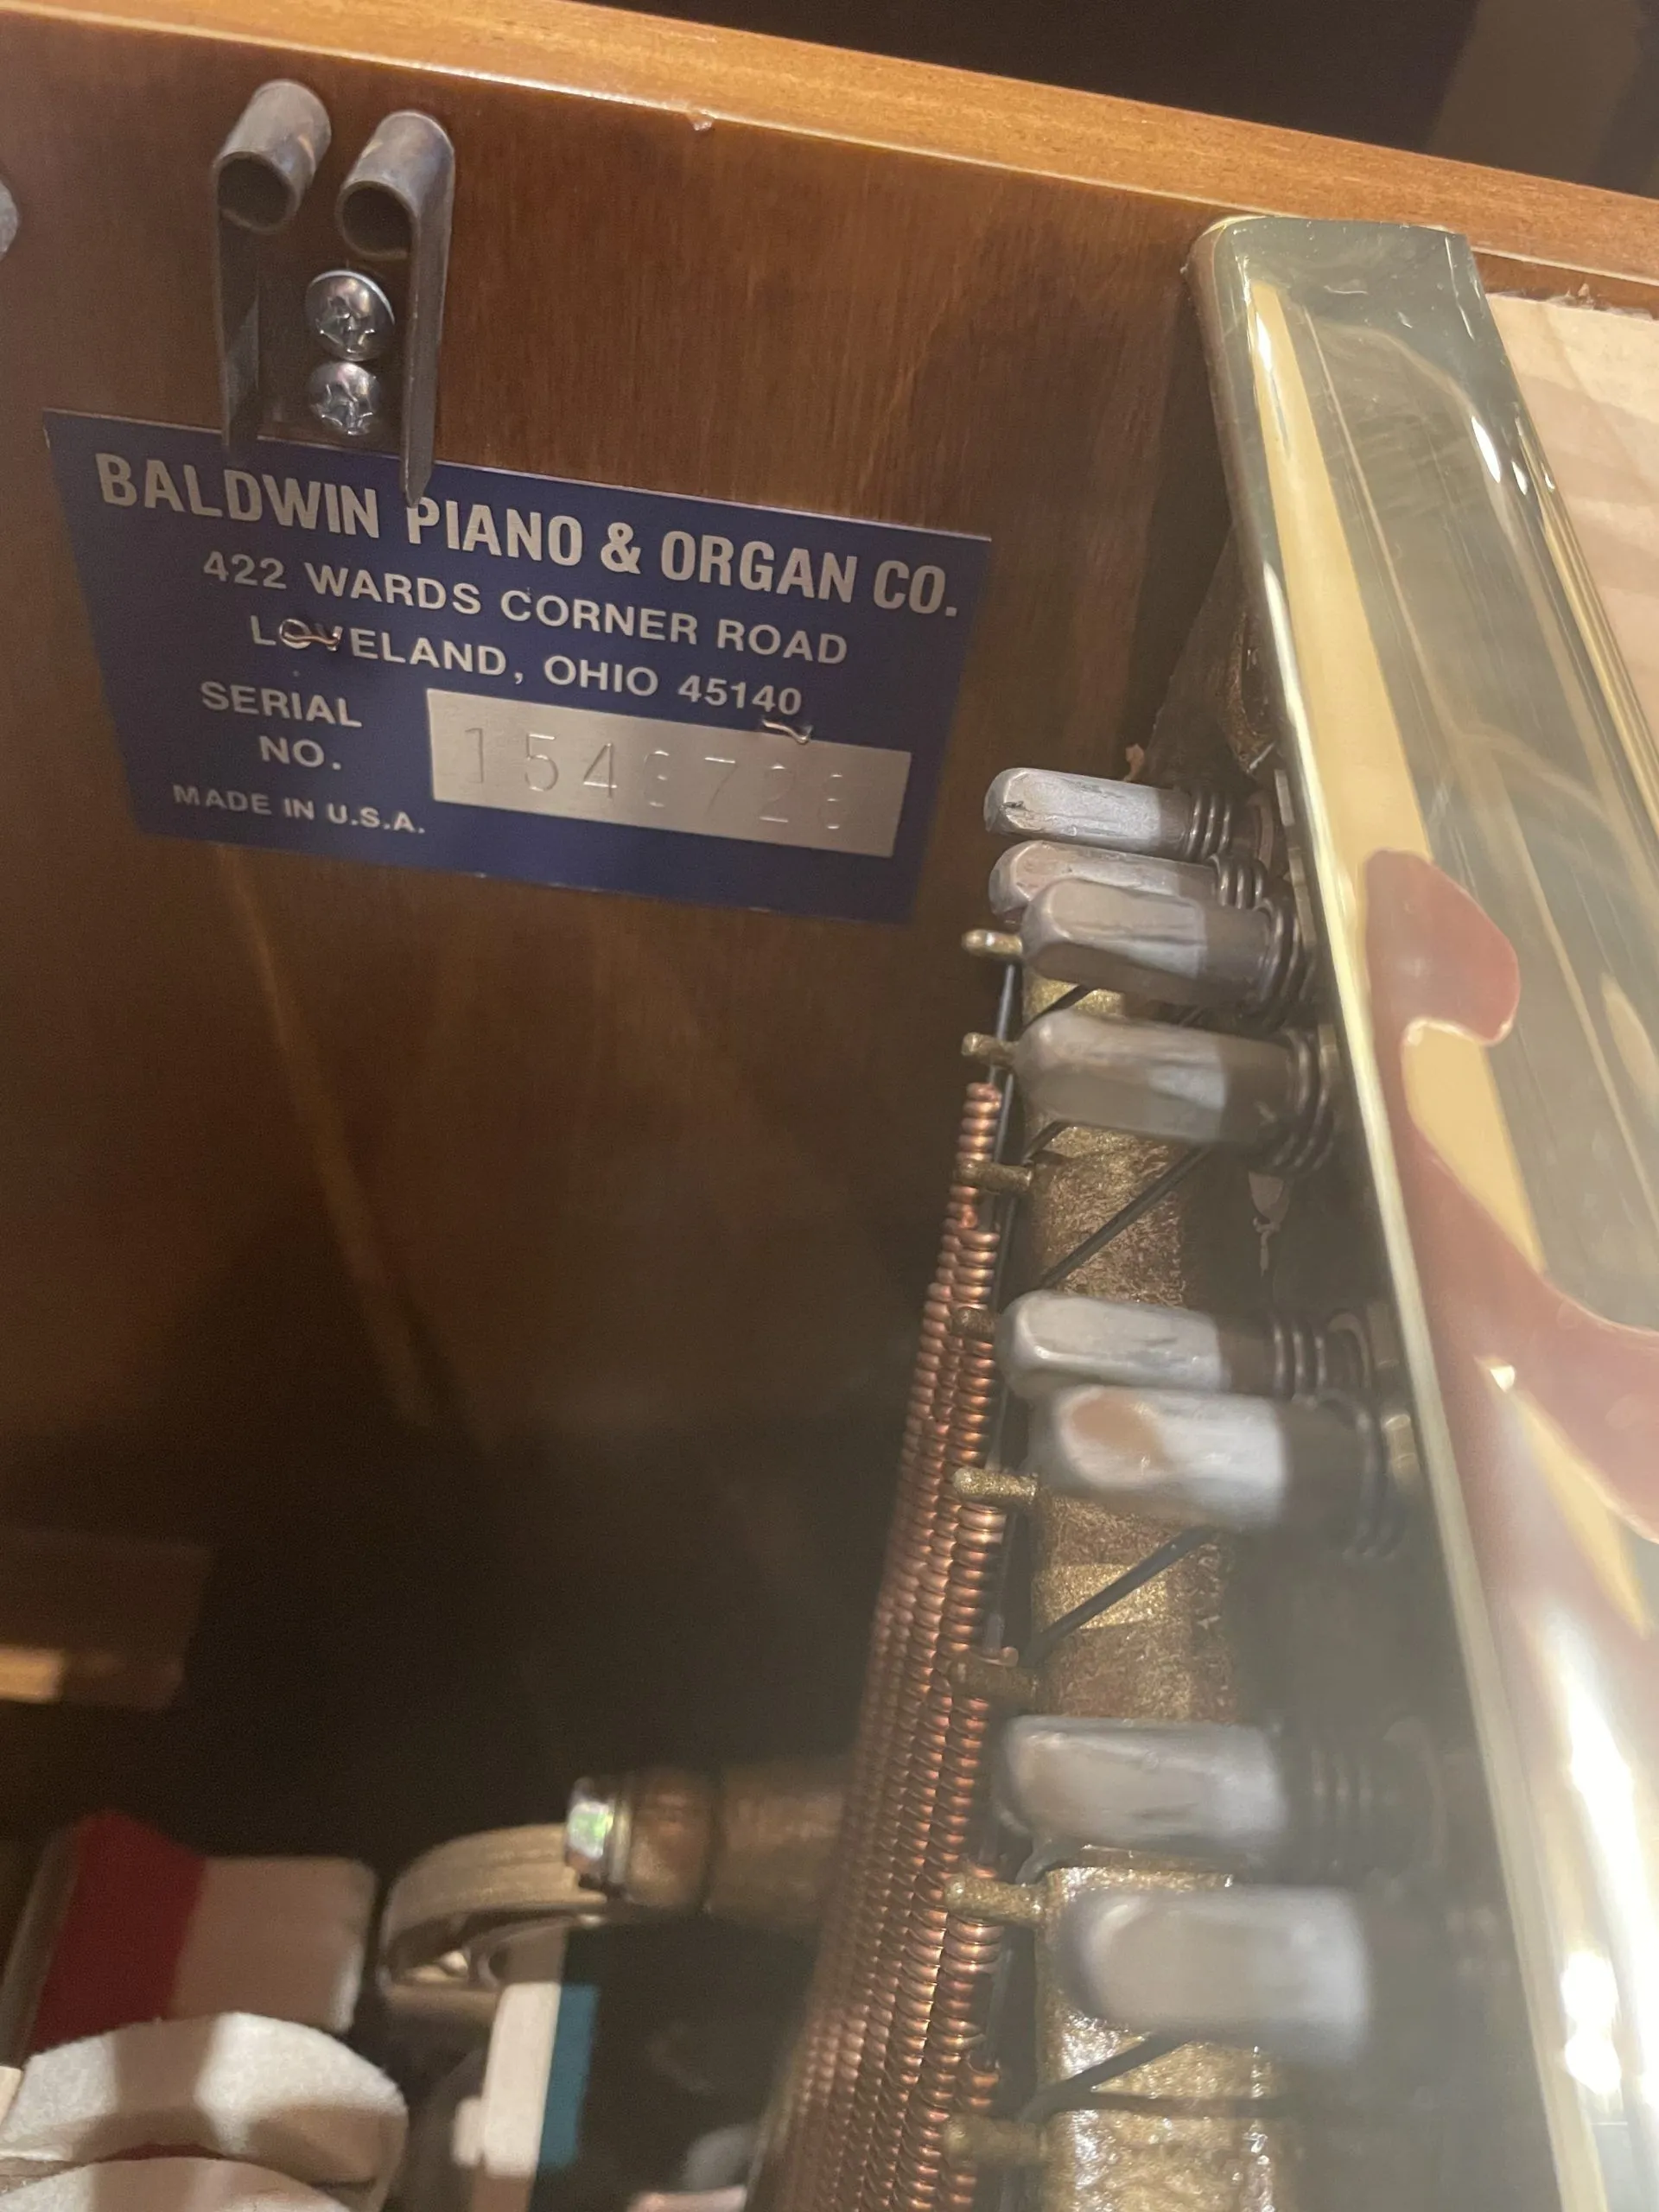 BALDWIN PIANO & ORGAN CO.
422 WARDS CORNER ROAD
LOVELAND, OHIO 45140
SERIAL
NO.
MADE IN U.S.A.